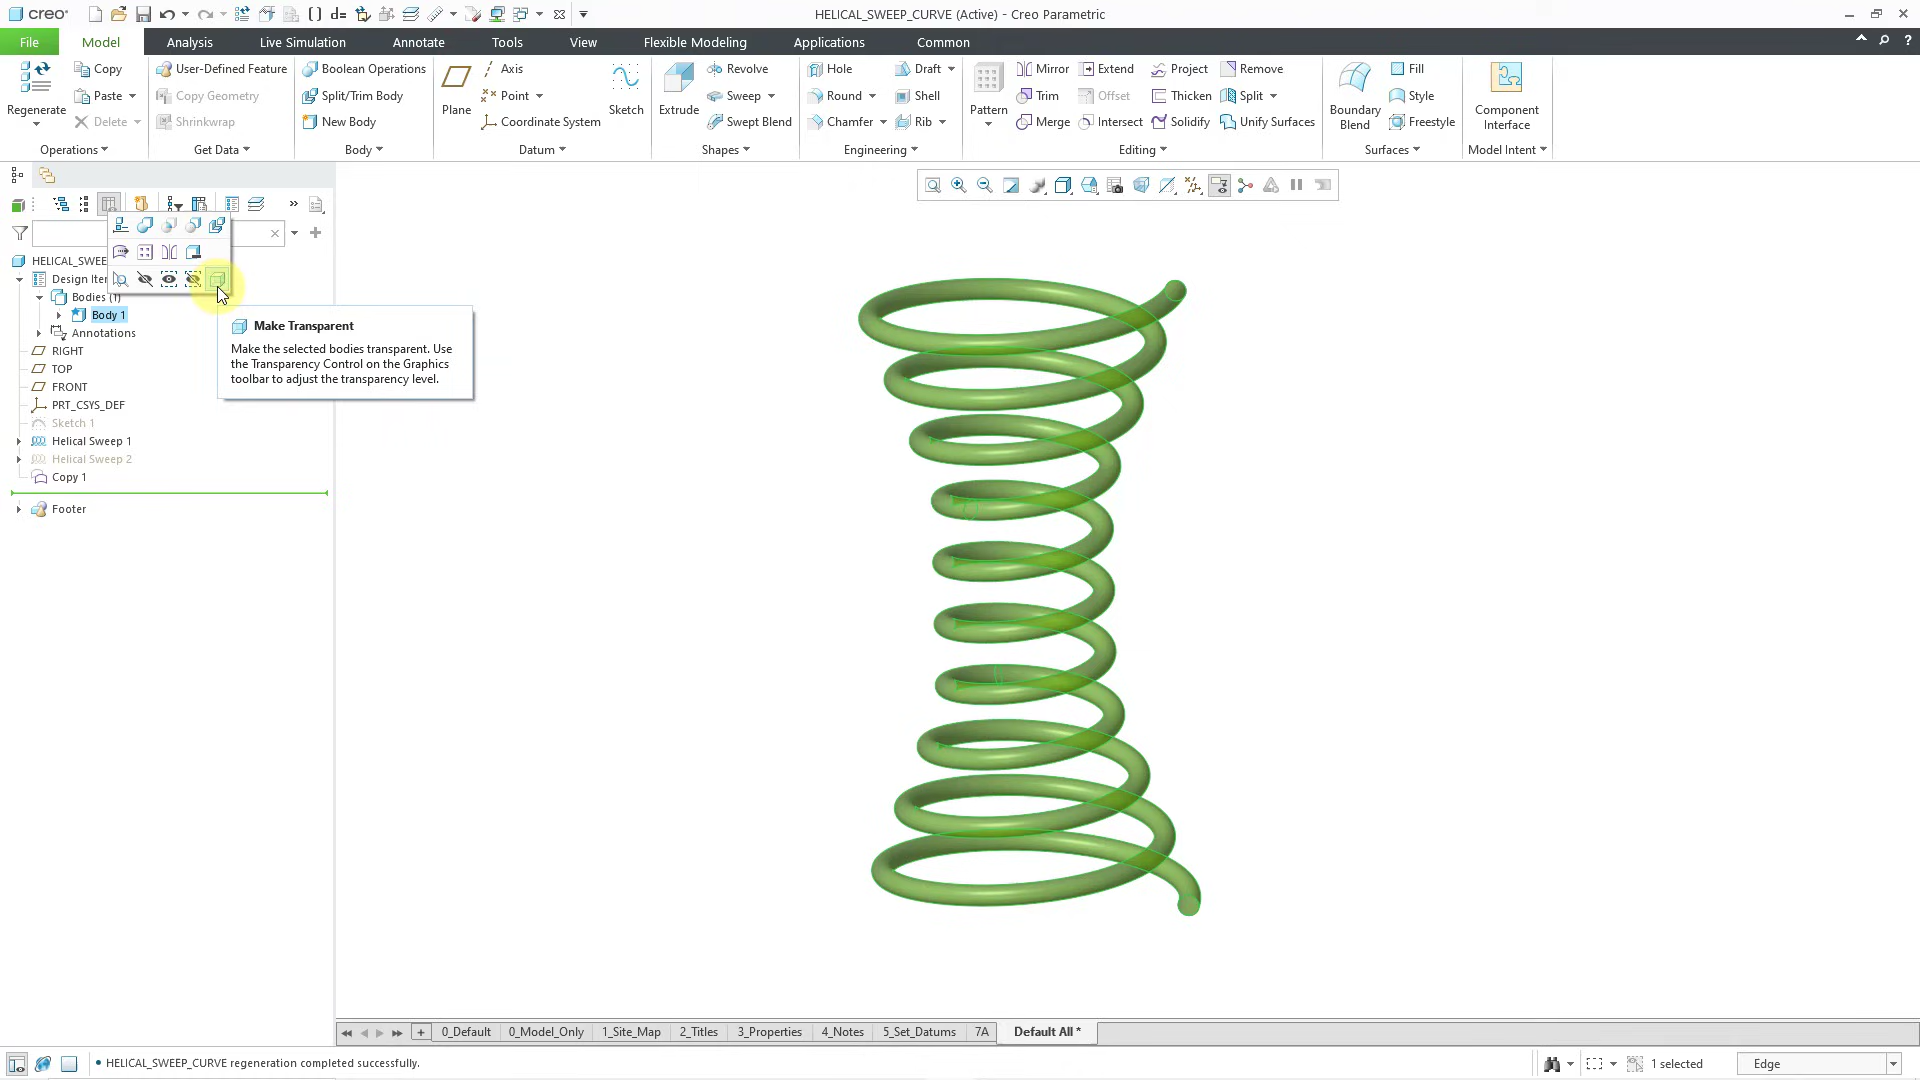 creo
HELICAL_SWEEP_CURVE (Active) - Creo Parametric
File Model Analysis Live Simulation Annotate Tools View Flexible Modeling Applications Common
Regenerate
Copy
Paste
Delete
Operations
User-Defined Feature
Copy Geometry
Shrinkwrap
Get Data
Boolean Operations
Split/Trim Body
New Body
Body
Plane
Axis
Point
Coordinate System
Sketch
Datum
Extrude
Revolve
Sweep
Swept Blend
Shapes
Hole
Round
Chamfer
Draft
Shell
Rib
Engineering
Pattern
Mirror
Trim
Merge
Extend
Offset
Intersect
Project
Thicken
Solidify
Remove
Split
Unify Surfaces
Editing
Boundary
Blend
Fill
Style
Freestyle
Surfaces
Component
Interface
Model Intent
HELICAL_SWEE
Design Iter
Bodies (1)
Body 1
Annotations
RIGHT
TOP
FRONT
PRT_CSYS_DEF
Sketch 1
Helical Sweep 1
Helical Sweep 2
Copy 1
Footer
Make Transparent
Make the selected bodies transparent. Use
the Transparency Control on the Graphics
toolbar to adjust the transparency level.
0_Default 0_Model_Only 1_Site_Map 2_Titles 3_Properties 4_Notes 5_Set_Datums 7A Default All *
• HELICAL_SWEEP_CURVE regeneration completed successfully.
1 selected
Edge